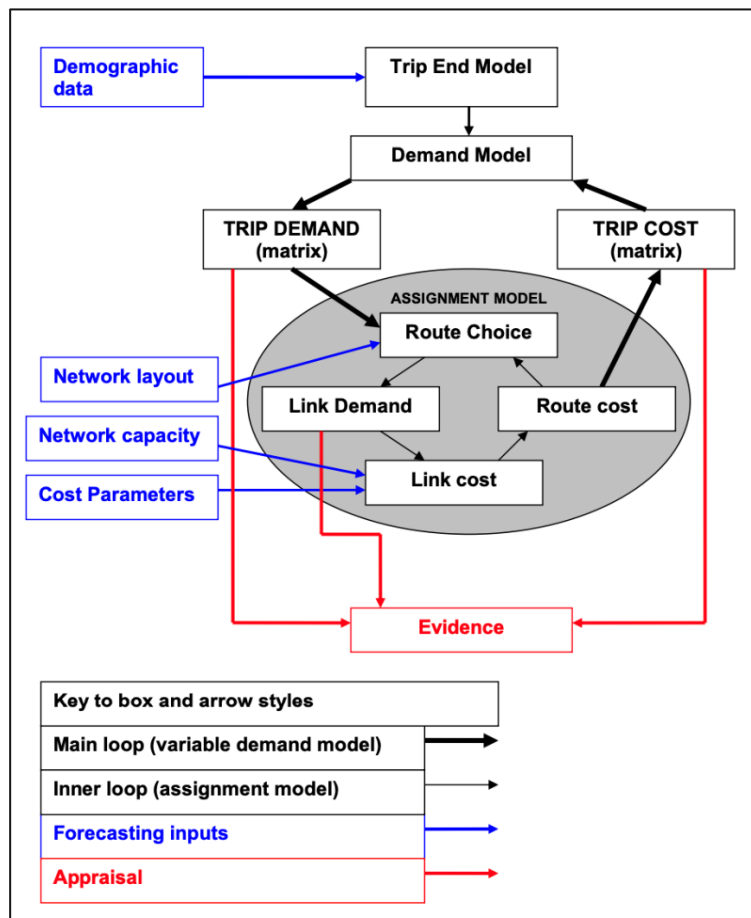 Demographic
data
Trip End Model
Demand Model
TRIP DEMAND
(matrix)
TRIP COST
(matrix)
ASSIGNMENT MODEL
Route Choice
Network layout
Link Demand
Route cost
Network capacity
Link cost
Cost Parameters
Evidence
Key to box and arrow styles
Main loop (variable demand model)
Inner loop (assignment model)
Forecasting inputs
Appraisal